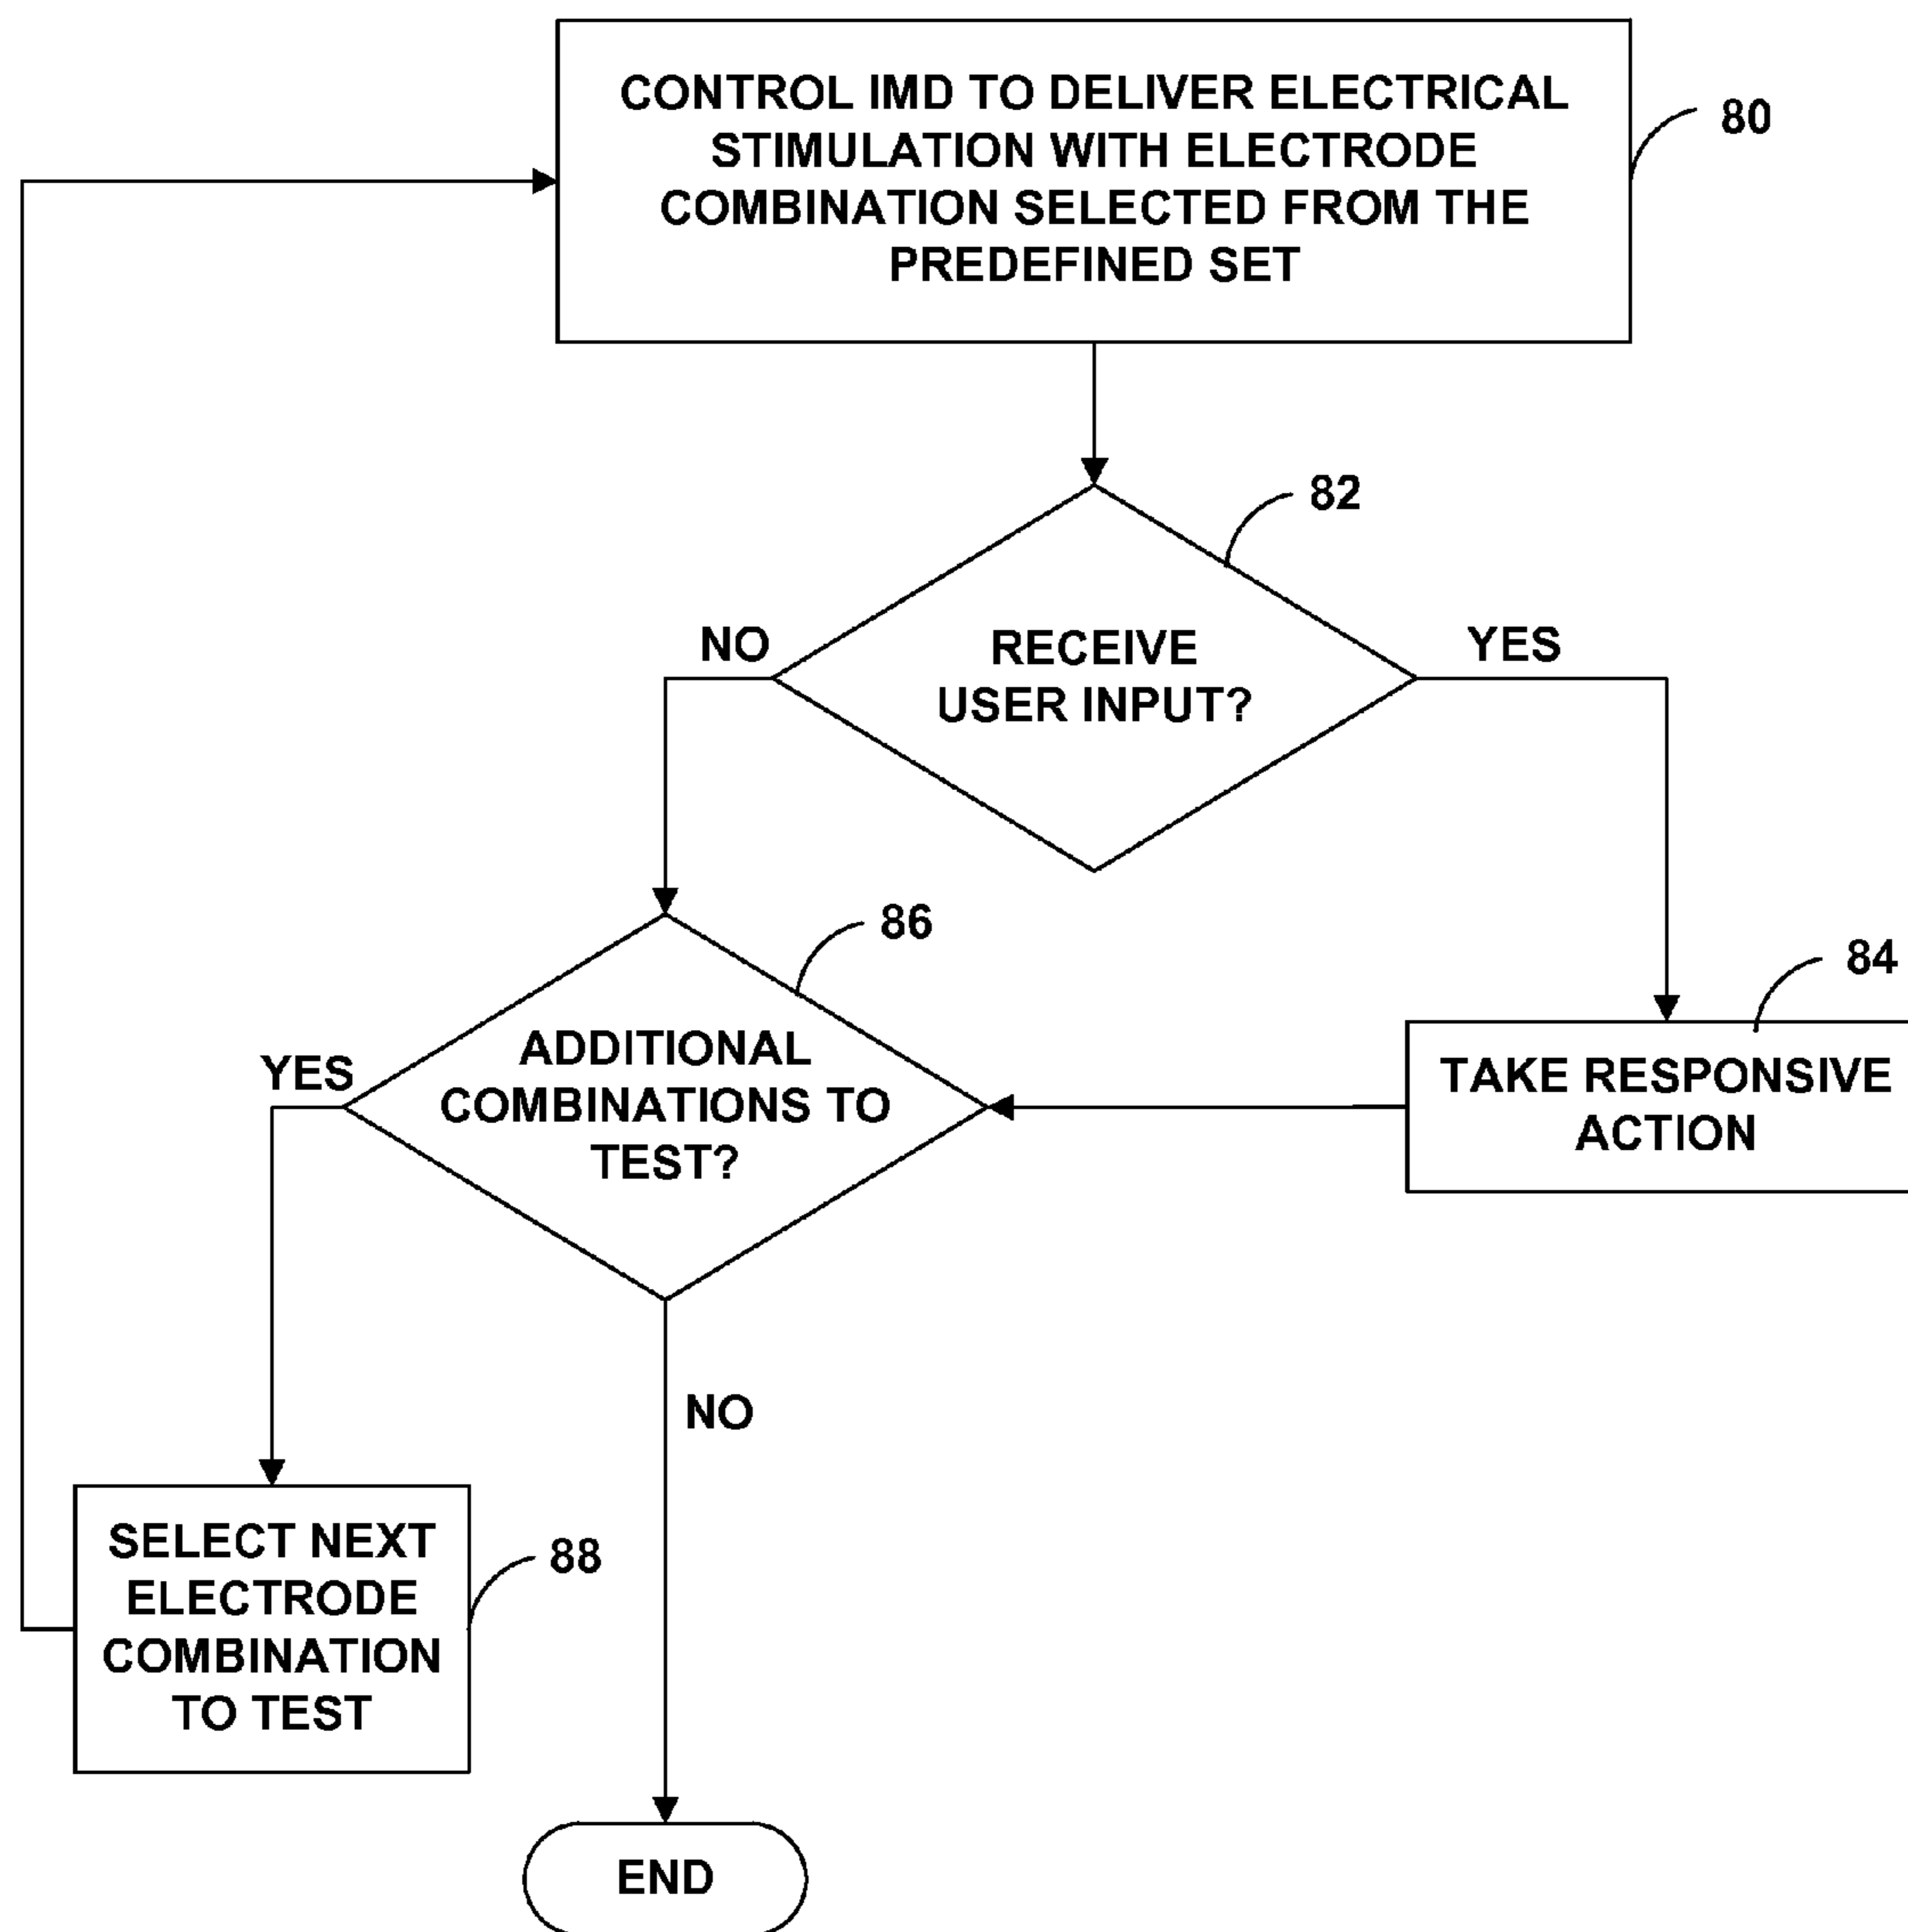 CONTROL IMD TO DELIVER ELECTRICAL
STIMULATION WITH ELECTRODE
COMBINATION SELECTED FROM THE
PREDEFINED SET
80
82
NO
RECEIVE
USER INPUT?
YES
86
84
YES
ADDITIONAL
COMBINATIONS TO
TEST?
TAKE RESPONSIVE
ACTION
NO
SELECT NEXT
ELECTRODE
COMBINATION
TO TEST
88
END